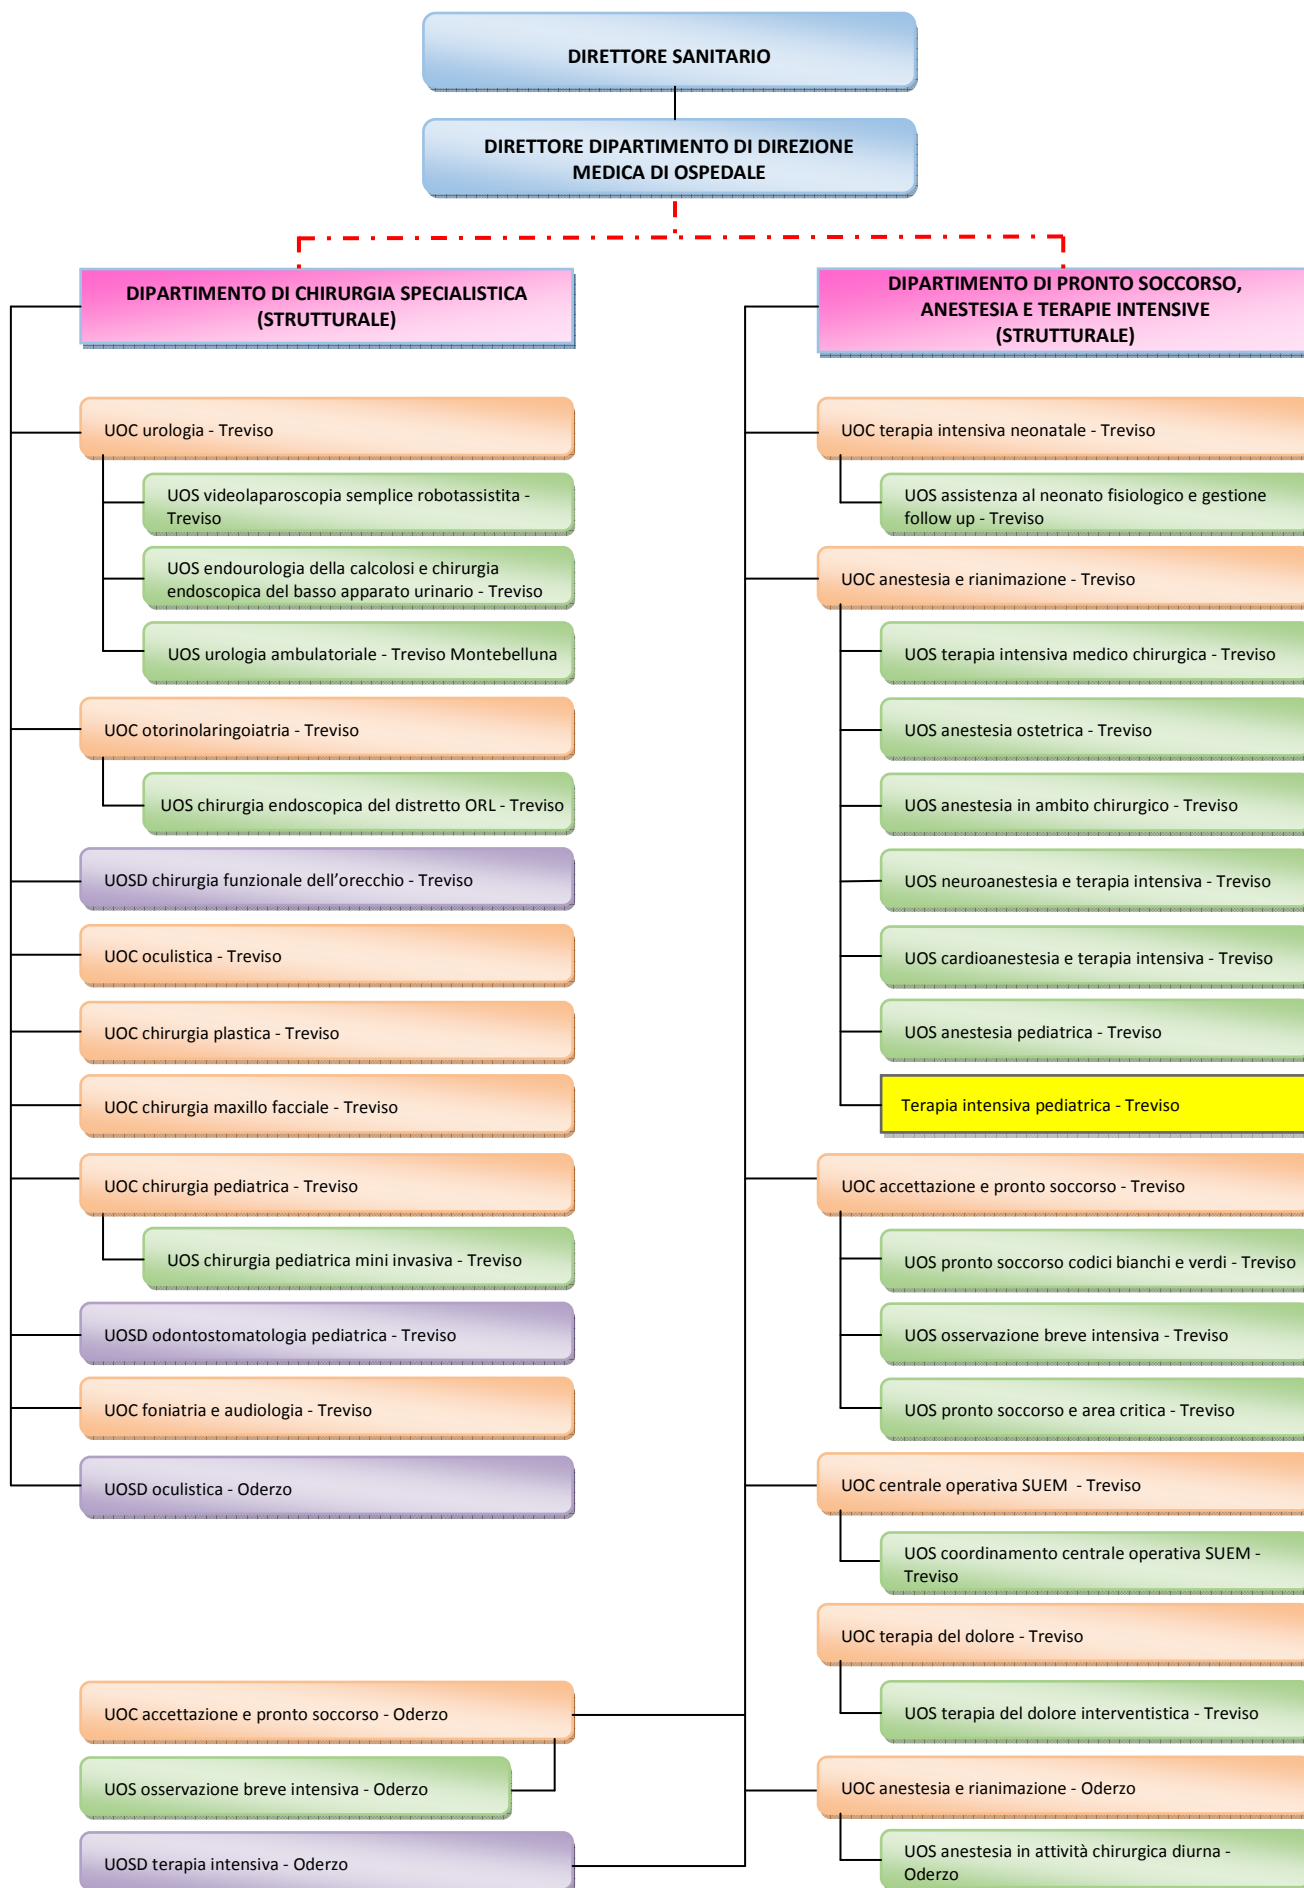 DIRETTORE SANITARIO
DIRETTORE DIPARTIMENTO DI DIREZIONE
MEDICA DI OSPEDALE
DIPARTIMENTO DI CHIRURGIA SPECIALISTICA
(STRUTTURALE)
UOC urologia - Treviso
UOS videolaparoscopia semplice robotassistita -
Treviso
UOS endourologia della calcolosi e chirurgia
endoscopica del basso apparato urinario - Treviso
UOS urologia ambulatoriale - Treviso Montebelluna
UOC otorinolaringoiatria - Treviso
UOS chirurgia endoscopica del distretto ORL - Treviso
UOSD chirurgia funzionale dell’orecchio - Treviso
UOC oculistica - Treviso
UOC chirurgia plastica - Treviso
UOC chirurgia maxillo facciale - Treviso
UOC chirurgia pediatrica - Treviso
UOS chirurgia pediatrica mini invasiva - Treviso
UOSD odontostomatologia pediatrica - Treviso
UOC foniatria e audiologia - Treviso
UOSD oculistica - Oderzo
DIPARTIMENTO DI PRONTO SOCCORSO,
ANESTESIA E TERAPIE INTENSIVE
(STRUTTURALE)
UOC terapia intensiva neonatale - Treviso
UOS assistenza al neonato fisiologico e gestione
follow up - Treviso
UOC anestesia e rianimazione - Treviso
UOS terapia intensiva medico chirurgica - Treviso
UOS anestesia ostetrica - Treviso
UOS anestesia in ambito chirurgico - Treviso
UOS neuroanestesia e terapia intensiva - Treviso
UOS cardioanestesia e terapia intensiva - Treviso
UOS anestesia pediatrica - Treviso
Terapia intensiva pediatrica - Treviso
UOC accettazione e pronto soccorso - Treviso
UOS pronto soccorso codici bianchi e verdi - Treviso
UOS osservazione breve intensiva - Treviso
UOS pronto soccorso e area critica - Treviso
UOC centrale operativa SUEM - Treviso
UOS coordinamento centrale operativa SUEM -
Treviso
UOC terapia del dolore - Treviso
UOS terapia del dolore interventistica - Treviso
UOC anestesia e rianimazione - Oderzo
UOS anestesia in attività chirurgica diurna -
Oderzo
UOC accettazione e pronto soccorso - Oderzo
UOS osservazione breve intensiva - Oderzo
UOSD terapia intensiva - Oderzo